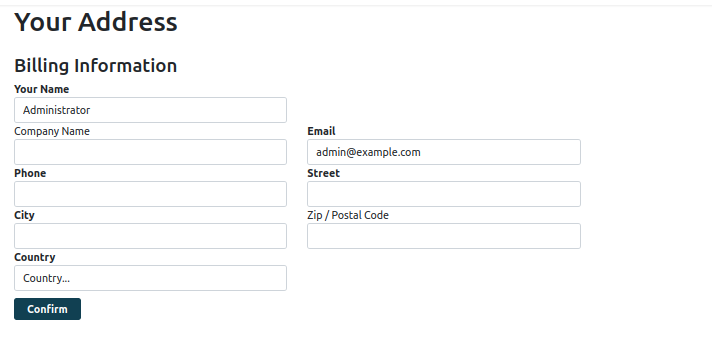 Your Address
Billing Information
Your Name
Administrator
Company Name
Email
admin@example.com
Phone
Street
City
Zip / Postal Code
Country
Country...
Confirm